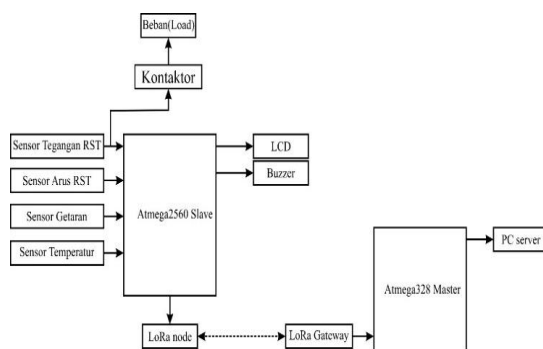 Beban(Load)
Kontaktor
Sensor Tegangan RST
Sensor Arus RST
Sensor Getaran
Sensor Temperatur
Atmega2560 Slave
LCD
Buzzer
LoRa node
LoRa Gateway
Atmega328 Master
PC server